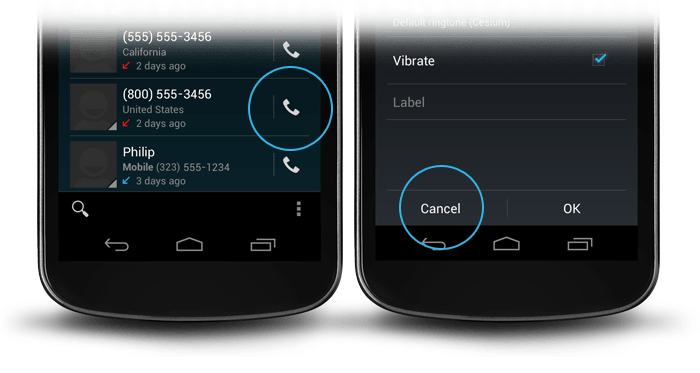 (555) 555-3456
California
2 days ago
(800) 555-3456
United States
2 days ago
Philip
Mobile (323) 555-1234
3 days ago
Default ringtone (Cesium)
Vibrate
Label
Cancel
OK